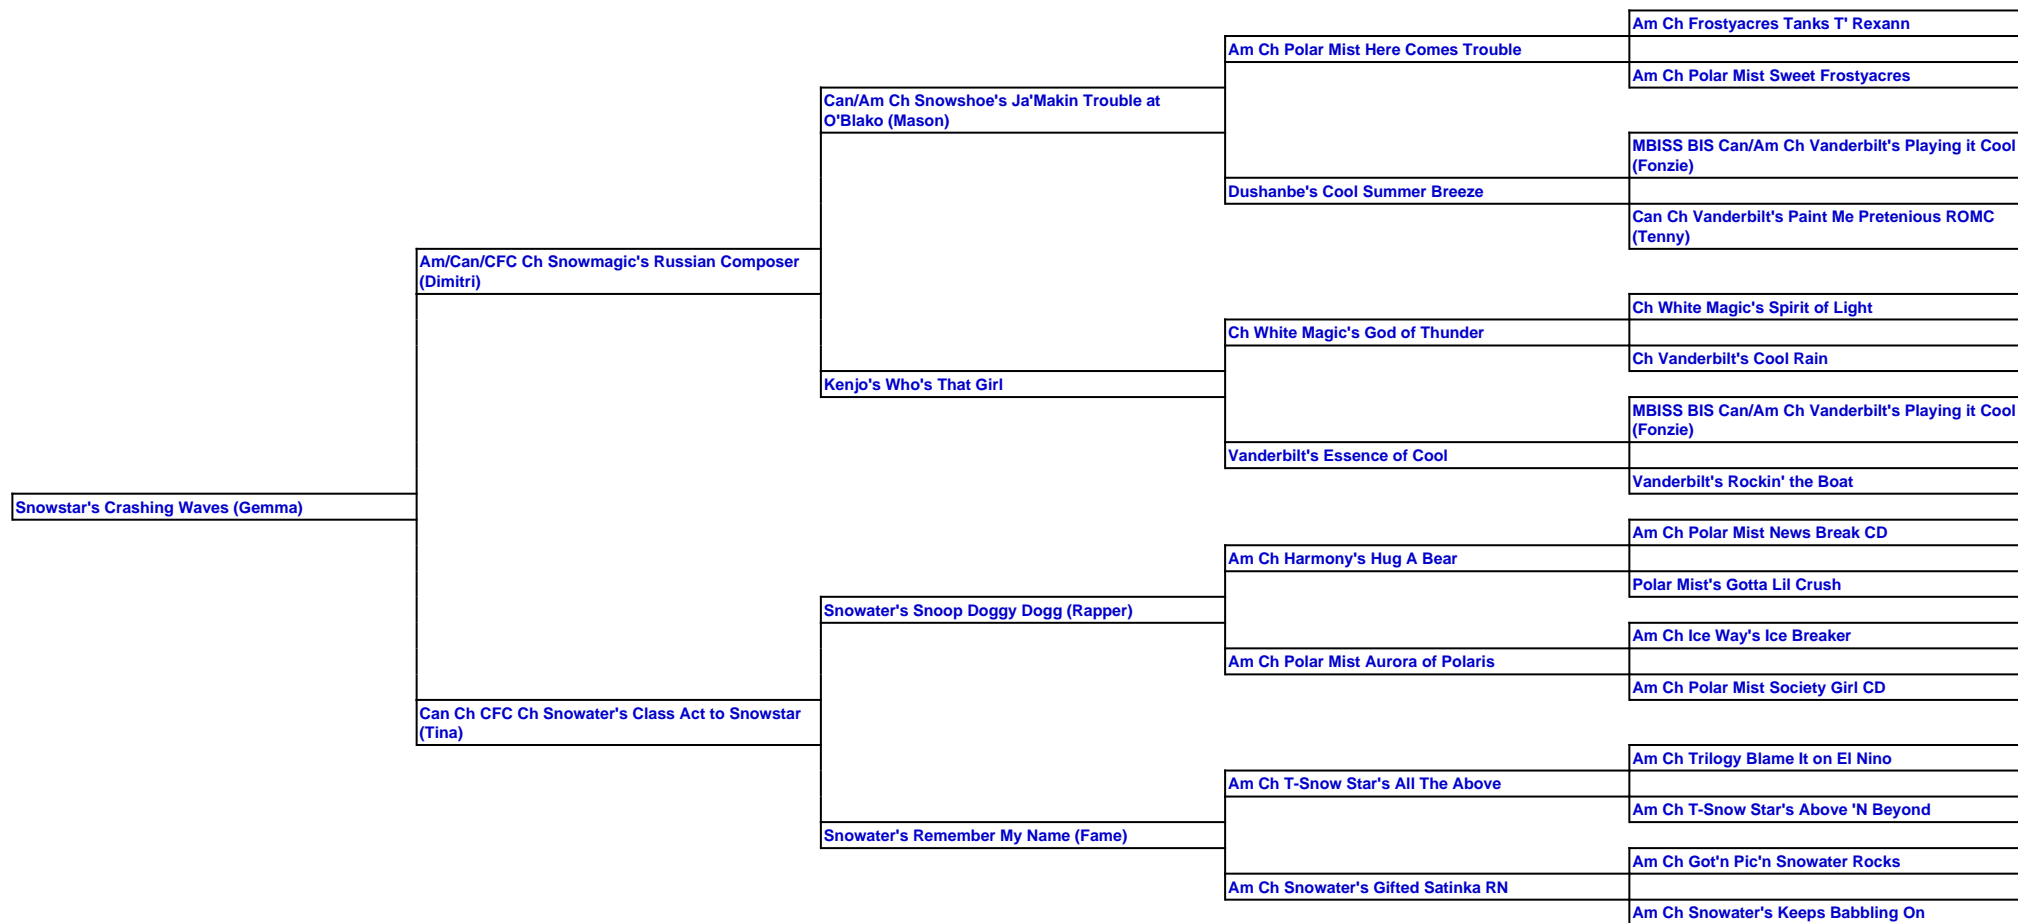 Am Ch Frostyacres Tanks T' Rexann
Am Ch Polar Mist Here Comes Trouble
Am Ch Polar Mist Sweet Frostyacres
Can/Am Ch Snowshoe's Ja'Makin Trouble at
O'Blako (Mason)
MBISS BIS Can/Am Ch Vanderbilt's Playing it Cool
(Fonzie)
Dushanbe's Cool Summer Breeze
Can Ch Vanderbilt's Paint Me Pretenious ROMC
(Tenny)
Am/Can/CFC Ch Snowmagic's Russian Composer
(Dimitri)
Ch White Magic's Spirit of Light
Ch White Magic's God of Thunder
Ch Vanderbilt's Cool Rain
Kenjo's Who's That Girl
MBISS BIS Can/Am Ch Vanderbilt's Playing it Cool
(Fonzie)
Vanderbilt's Essence of Cool
Vanderbilt's Rockin' the Boat
Snowstar's Crashing Waves (Gemma)
Am Ch Polar Mist News Break CD
Am Ch Harmony's Hug A Bear
Polar Mist's Gotta Lil Crush
Snowater's Snoop Doggy Dogg (Rapper)
Am Ch Ice Way's Ice Breaker
Am Ch Polar Mist Aurora of Polaris
Am Ch Polar Mist Society Girl CD
Can Ch CFC Ch Snowater's Class Act to Snowstar
(Tina)
Am Ch Trilogy Blame It on El Nino
Am Ch T-Snow Star's All The Above
Am Ch T-Snow Star's Above 'N Beyond
Snowater's Remember My Name (Fame)
Am Ch Got'n Pic'n Snowater Rocks
Am Ch Snowater's Gifted Satinka RN
Am Ch Snowater's Keeps Babbling On